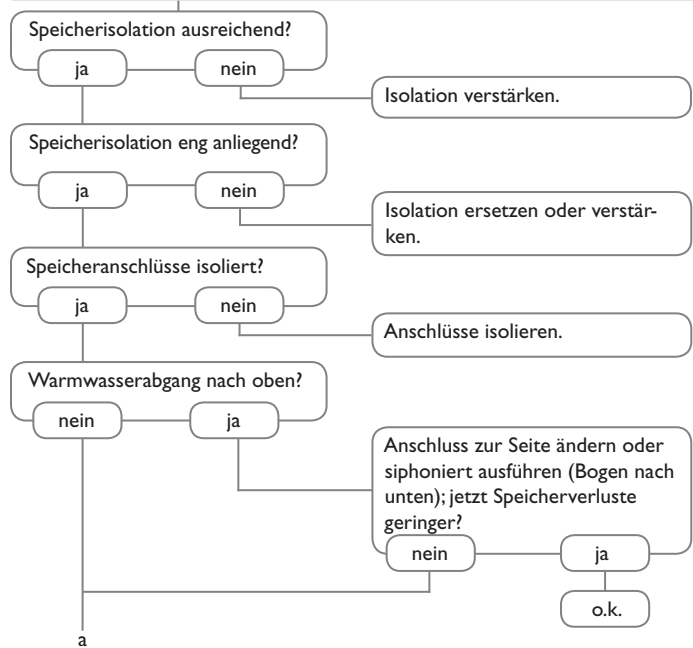 Speicherisolation ausreichend?
ja
nein
Isolation verstärken.
Speicherisolation eng anliegend?
ja
nein
Isolation ersetzen oder verstär-
ken.
Speicheranschlüsse isoliert?
ja
nein
Anschlüsse isolieren.
Warmwasserabgang nach oben?
nein
ja
Anschluss zur Seite ändern oder
siphoniert ausführen (Bogen nach
unten); jetzt Speicherverluste
geringer?
nein
ja
o.k.
a